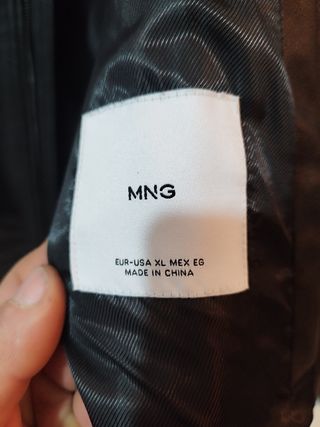 MNG
EUR-USA XL MEX EG
MADE IN CHINA